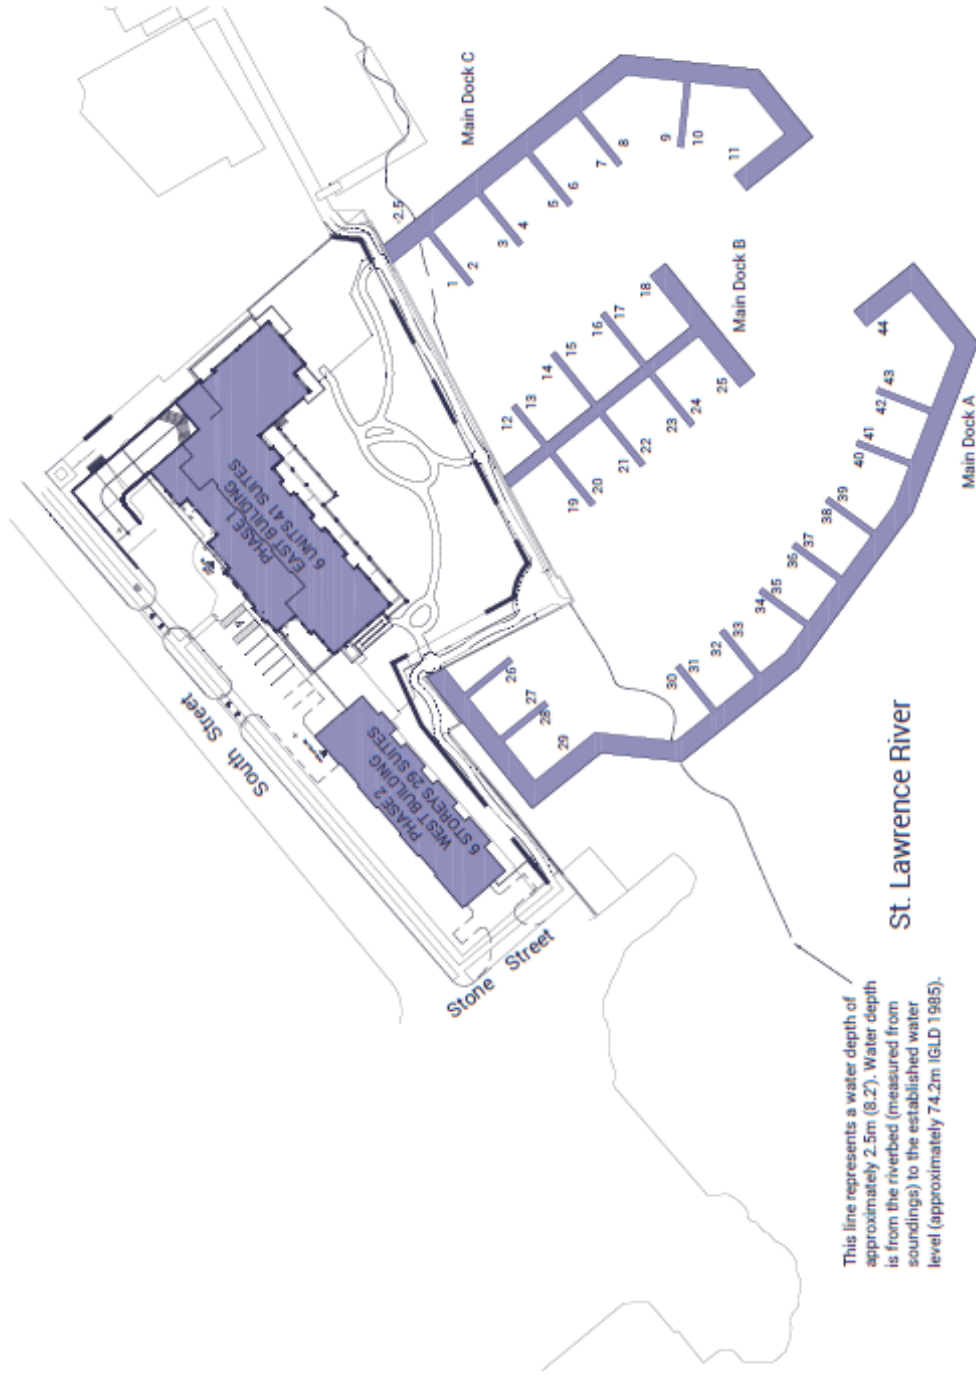 South Street
Stone Street
PHASE 1
EAST BUILDING
6 UNITS 41 SUITES
PHASE 2
WEST BUILDING
6 STOREYS 29 SUITES
-2.5
Main Dock C
1
2
3
4
5
6
7
8
9
10
11
Main Dock B
12
13
14
15
16
17
18
19
20
21
22
23
24
25
Main Dock A
26
27
28
29
30
31
32
33
34
35
36
37
38
39
40
41
42
43
44
St. Lawrence River
This line represents a water depth of
approximately 2.5m (8.2'). Water depth
is from the riverbed (measured from
soundings) to the established water
level (approximately 74.2m IGLD 1985).